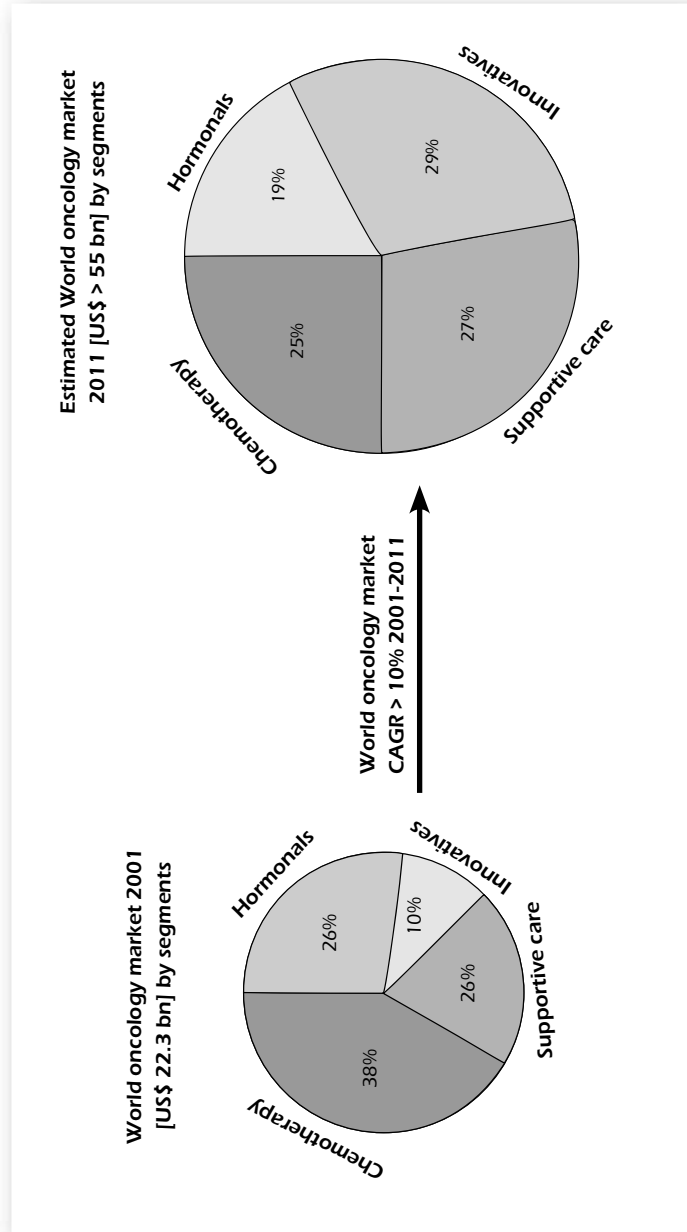 World oncology market 2001
[US$ 22.3 bn] by segments
Hormonals
26%
Innovatives
10%
Supportive care
26%
Chemotherapy
38%
World oncology market
CAGR > 10% 2001-2011
Estimated World oncology market
2011 [US$ > 55 bn] by segments
Hormonals
19%
Innovatives
29%
Supportive care
27%
Chemotherapy
25%